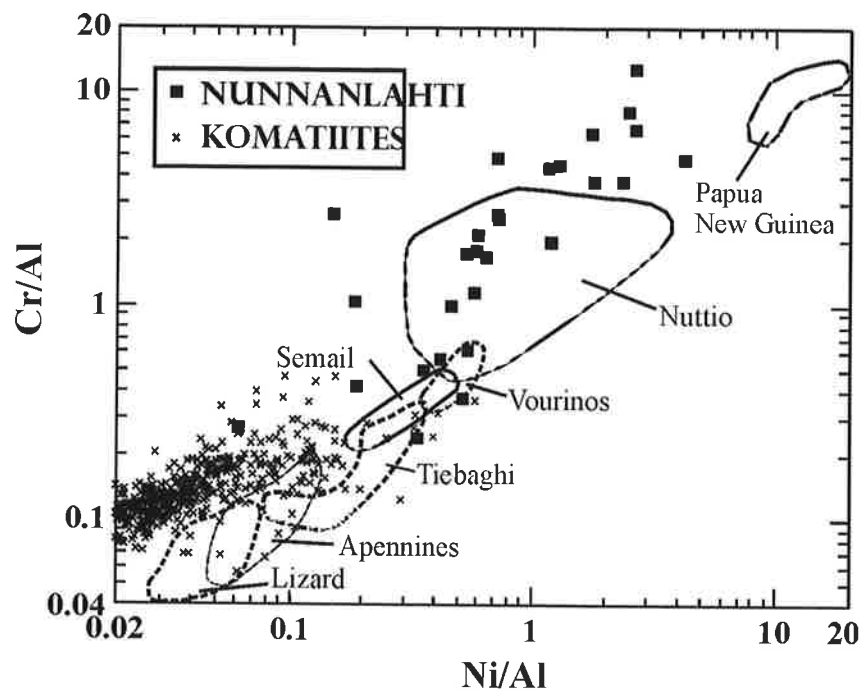 20
10
1
0.1
0.04
Cr/Al
NUNNANLAHTI
KOMATIITES
Papua
New Guinea
Nuttio
Semail
Vourinos
Tiebaghi
Apennines
Lizard
0.02
0.1
1
10
20
Ni/Al